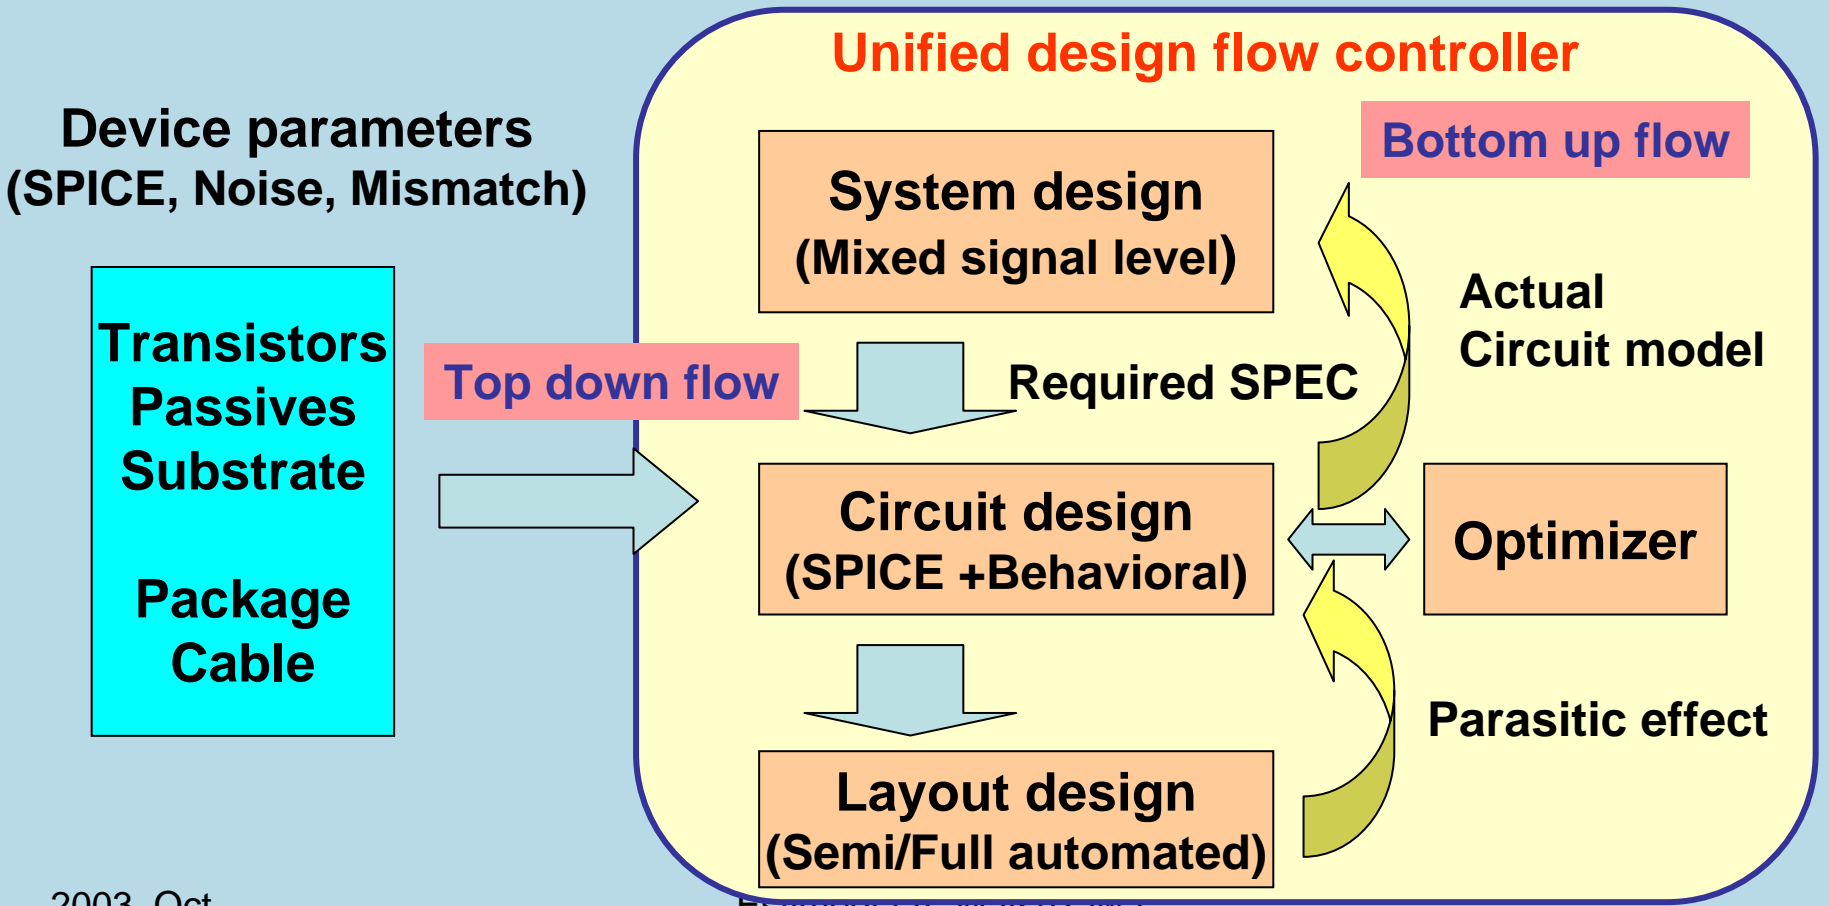 Unified design flow controller
Device parameters
(SPICE, Noise, Mismatch)
Transistors
Passives
Substrate
Package
Cable
Top down flow
Bottom up flow
System design
(Mixed signal level)
Required SPEC
Actual
Circuit model
Circuit design
(SPICE +Behavioral)
Optimizer
Parasitic effect
Layout design
(Semi/Full automated)
2003. Oct